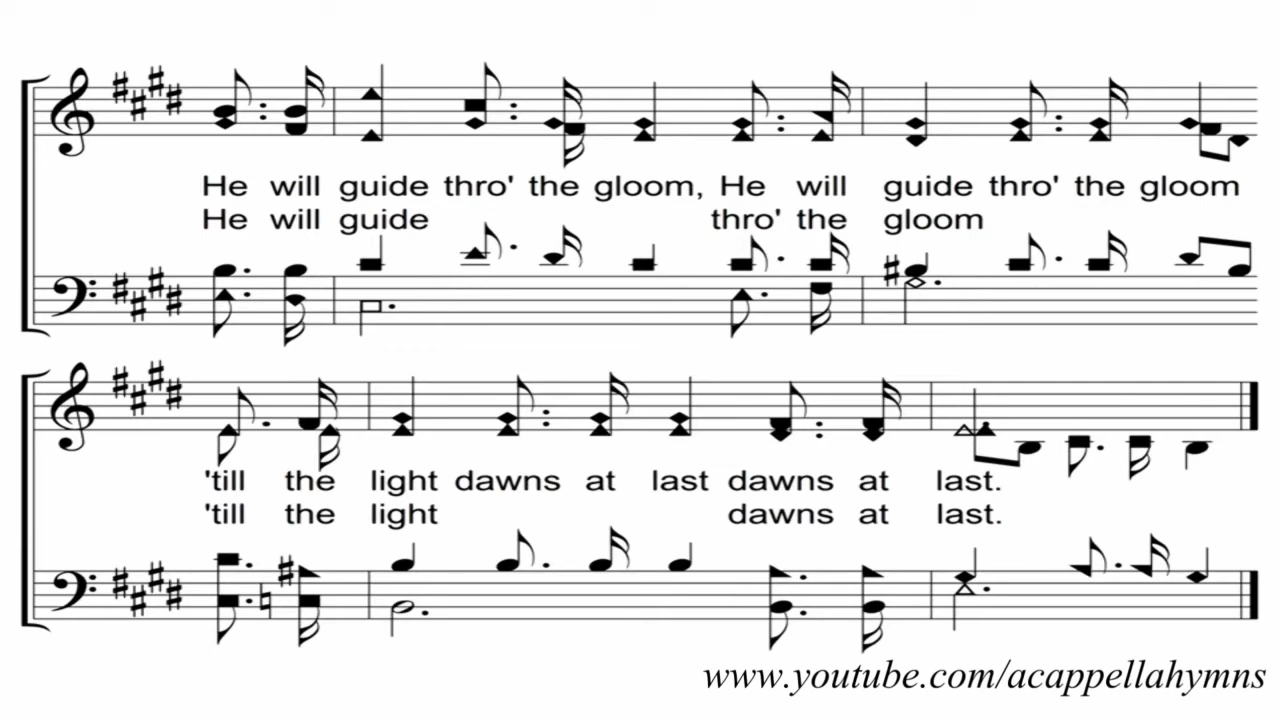 He will guide thro' the gloom, He will guide thro' the gloom
He will guide thro' the gloom
'till the light dawns at last dawns at last.
'till the light dawns at last.
www.youtube.com/acappellahymns